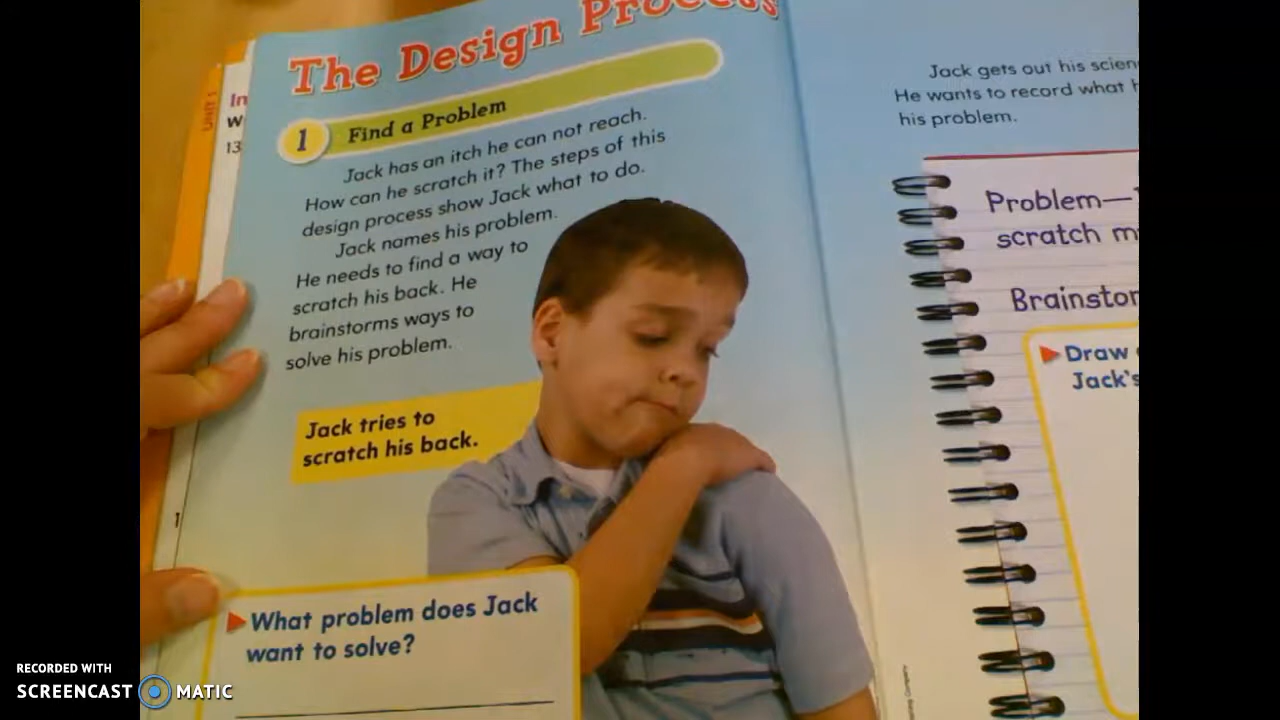 The Design Process
1 Find a Problem
Jack has an itch he can not reach.
How can he scratch it? The steps of this
design process show Jack what to do.
Jack names his problem.
He needs to find a way to
scratch his back. He
brainstorms ways to
solve his problem.
Jack tries to
scratch his back.
What problem does Jack
want to solve?
Jack gets out his
He wants to record what
his problem.
Problem—
scratch
Draw
Jack's
UNIT 1
13
1
RECORDED WITH
SCREENCAST MATIC